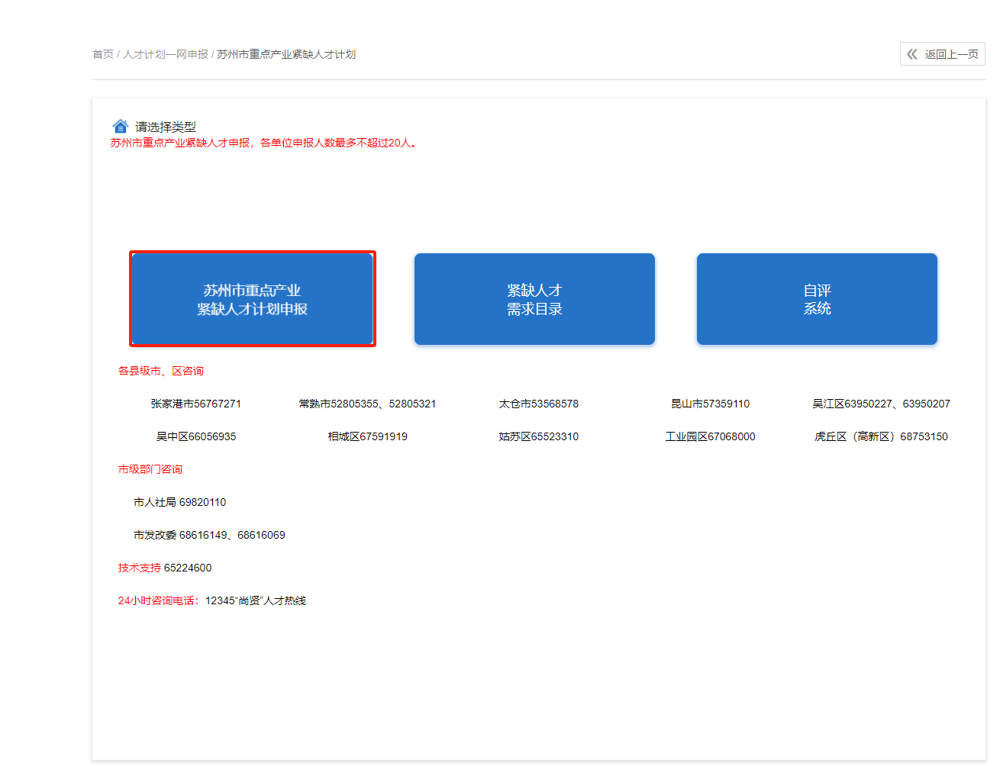 首页 / 人才计划一网申报 / 苏州市重点产业紧缺人才计划
返回上一页
请选择类型
苏州市重点产业紧缺人才申报，各单位申报人数最多不超过20人。
苏州市重点产业
紧缺人才计划申报
紧缺人才
需求目录
自评
系统
各县级市、区咨询
张家港市56767271 常熟市52805355、52805321 太仓市53568578 昆山市57359110 吴江区63950227、63950207
吴中区66056935 相城区67591919 姑苏区65523310 工业园区67068000 虎丘区（高新区）68753150
市级部门咨询
市人社局 69820110
市发改委 68616149、68616069
技术支持 65224600
24小时咨询电话：12345“尚贤”人才热线